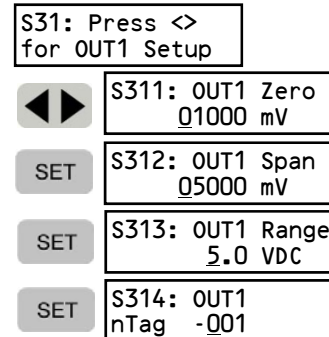 S31: Press <>
for OUT1 Setup
S311: OUT1 Zero
01000 mV
SET
S312: OUT1 Span
05000 mV
SET
S313: OUT1 Range
5.0 VDC
SET
S314: OUT1
nTag -001